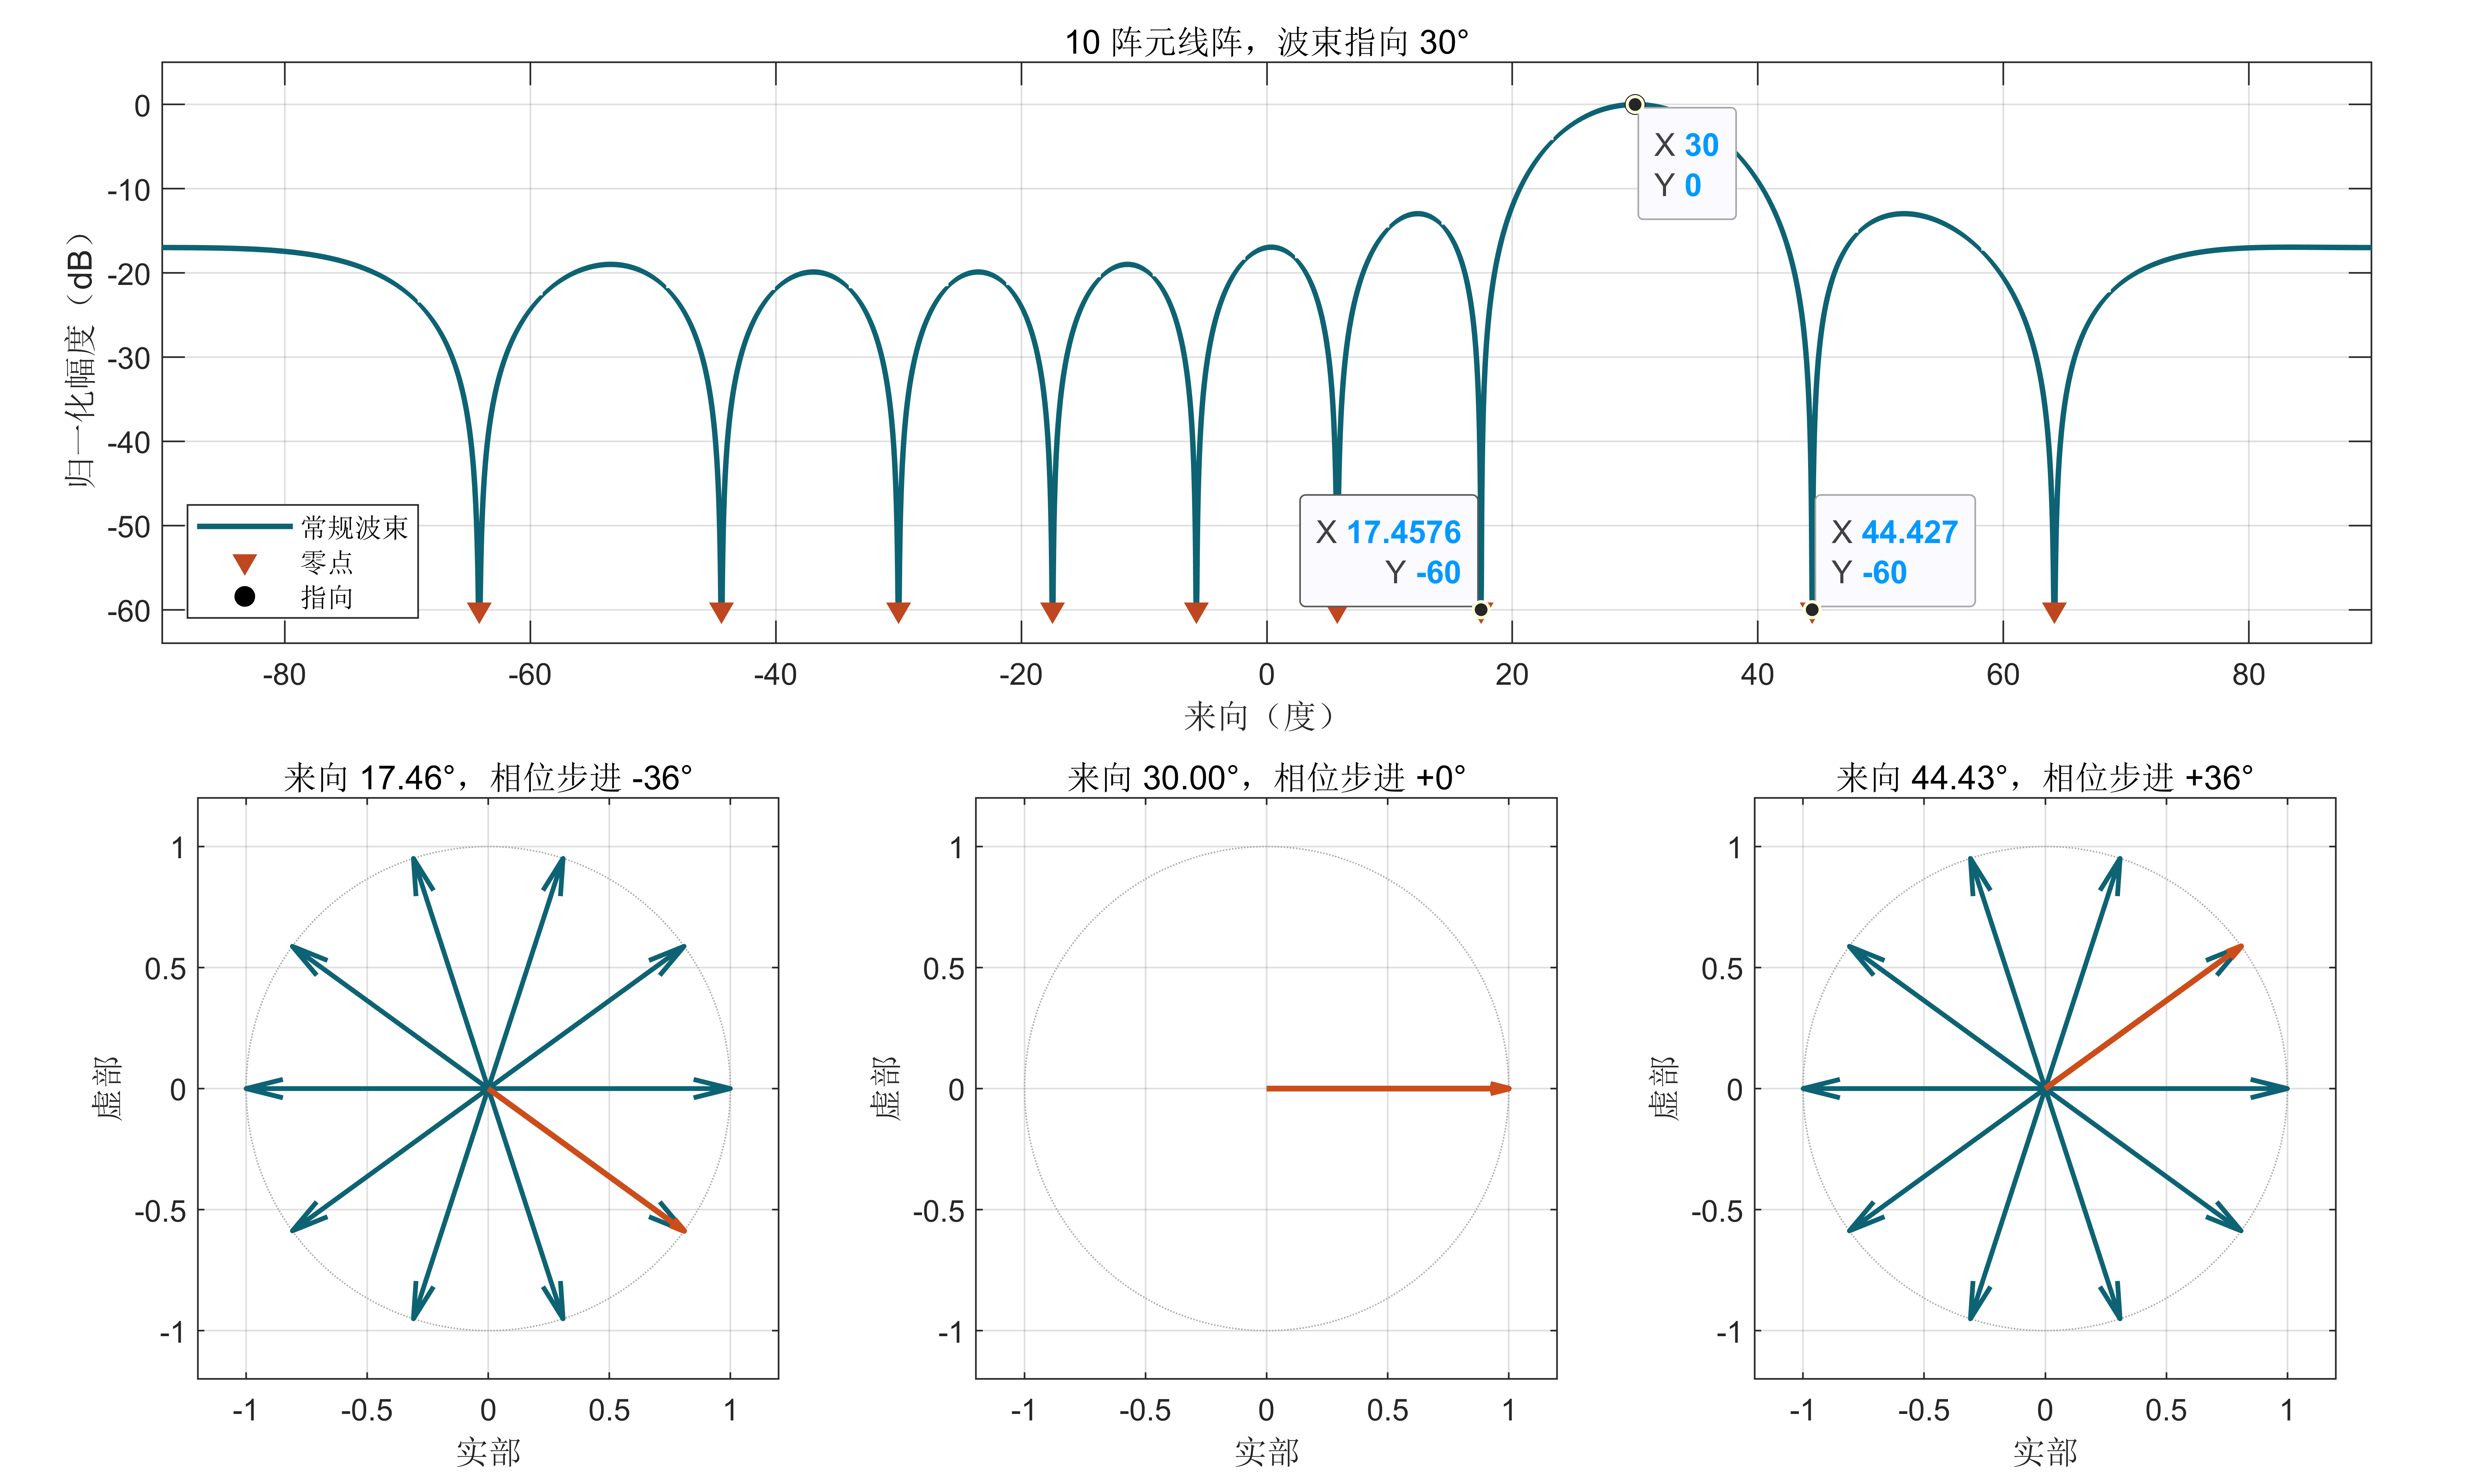 10 阵元线阵，波束指向 30°
归一化幅度（dB）
0
-10
-20
-30
-40
-50
-60
X 30
Y 0
X 17.4576
Y -60
X 44.427
Y -60
常规波束
零点
指向
-80 -60 -40 -20 0 20 40 60 80
来向（度）
来向 17.46°，相位步进 -36°
虚部
1
0.5
0
-0.5
-1
-1 -0.5 0 0.5 1
实部
来向 30.00°，相位步进 +0°
虚部
1
0.5
0
-0.5
-1
-1 -0.5 0 0.5 1
实部
来向 44.43°，相位步进 +36°
虚部
1
0.5
0
-0.5
-1
-1 -0.5 0 0.5 1
实部